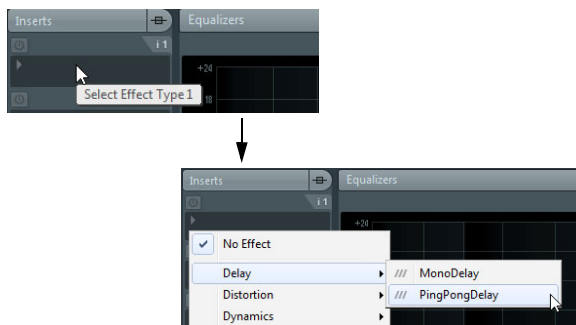 Inserts Equalizers
i 1
+24
Select Effect Type 1
18
Inserts Equalizers
i 1
+24
No Effect
Delay
MonoDelay
Distortion
PingPongDelay
Dynamics